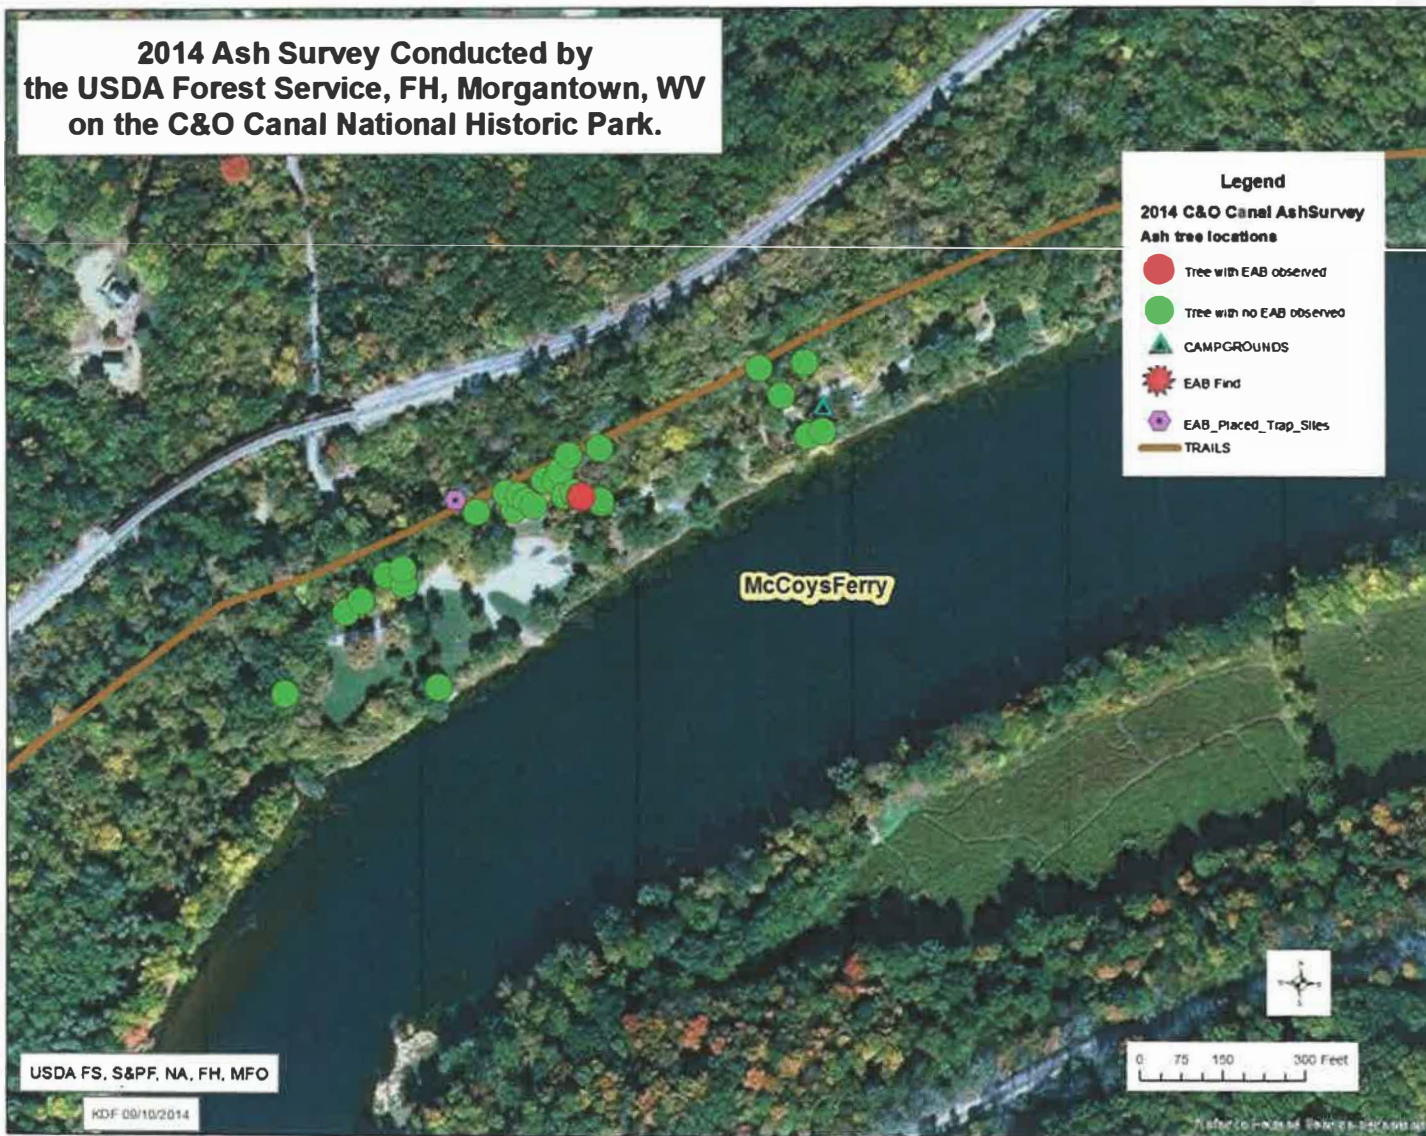 2014 Ash Survey Conducted by
the USDA Forest Service, FH, Morgantown, WV
on the C&O Canal National Historic Park.
Legend
2014 C&O Canal AshSurvey
Ash tree locations
Tree with EAB observed
Tree with no EAB observed
CAMPGROUNDS
EAB Find
EAB_Placed_Trap_Sites
TRAILS
McCoysFerry
0 75 150 300 Feet
USDA FS, S&PF, NA, FH, MFO
KDF 09/10/2014